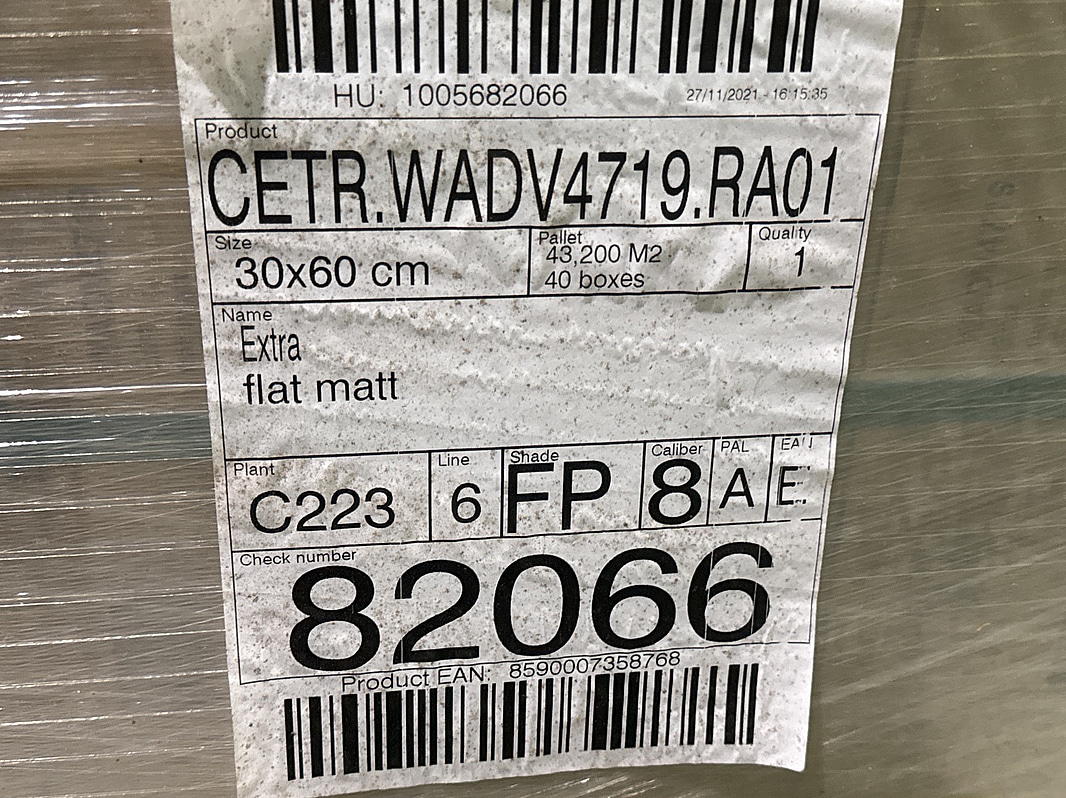 HU: 1005682066 27/11/2021 - 16:15:35
Product
CETR.WADV4719.RA01
Size
30x60 cm
Pallet
43,200 M2
40 boxes
Quality
1
Name
Extra
flat matt
Plant
C223
Line
6
Shade
FP
Caliber
8
PAL
A
EAN
E
Check number
82066
Product EAN: 8590007358768